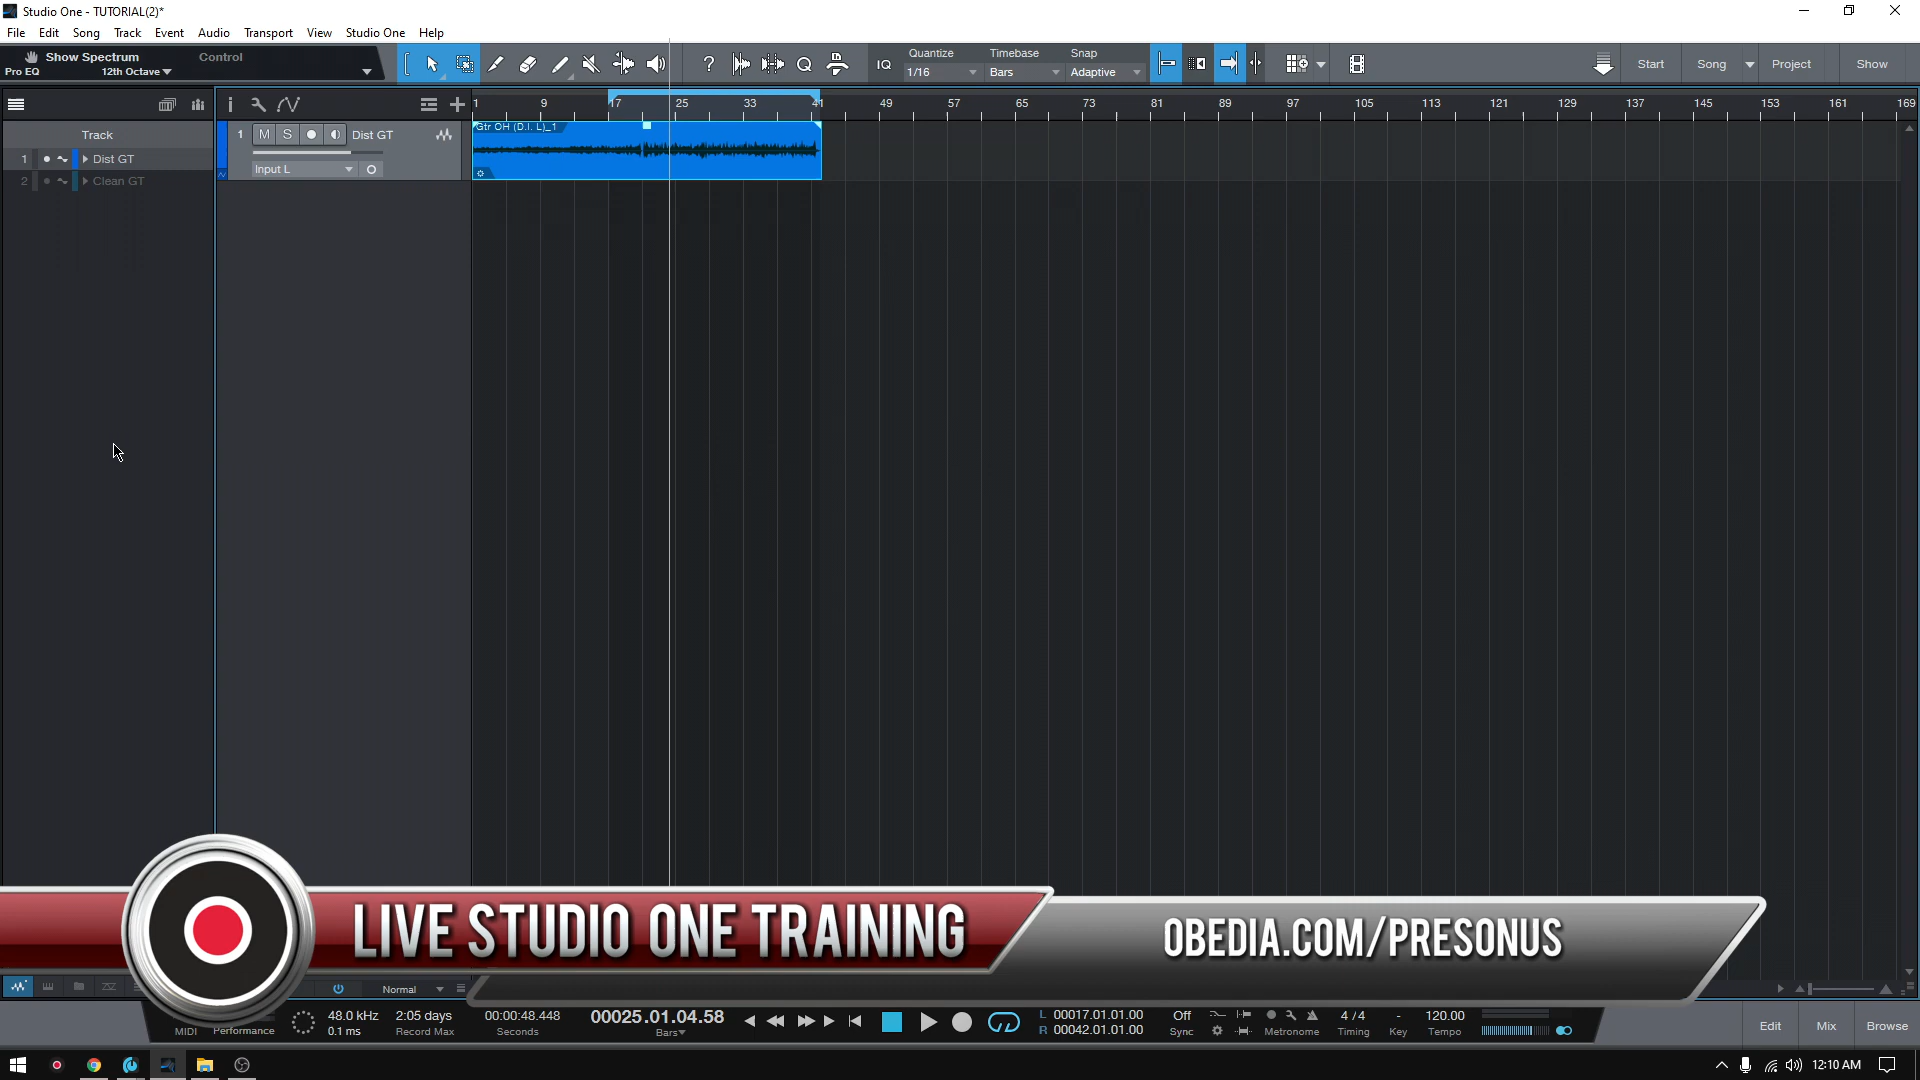 Studio One - TUTORIAL(2)*
File Edit Song Track Event Audio Transport View Studio One Help
Show Spectrum Control
Pro EQ 12th Octave
IQ
Quantize Timebase Snap
1/16 Bars Adaptive
Start Song Project Show
1 9 17 25 33 41 49 57 65 73 81 89 97 105 113 121 129 137 145 153 161 169
Track
1 Dist GT
2 Clean GT
1 M S Dist GT
Input L
Gtr OH (D.I. L)_1
LIVE STUDIO ONE TRAINING
OBEDIA.COM/PRESONUS
Normal
MIDI
Performance
48.0 kHz
0.1 ms
2:05 days
Record Max
00:00:48.448
Seconds
00025.01.04.58
Bars
L 00017.01.01.00
R 00042.01.01.00
Off
Sync
Metronome
4 / 4
Timing
-
Key
120.00
Tempo
Edit Mix Browse
12:10 AM